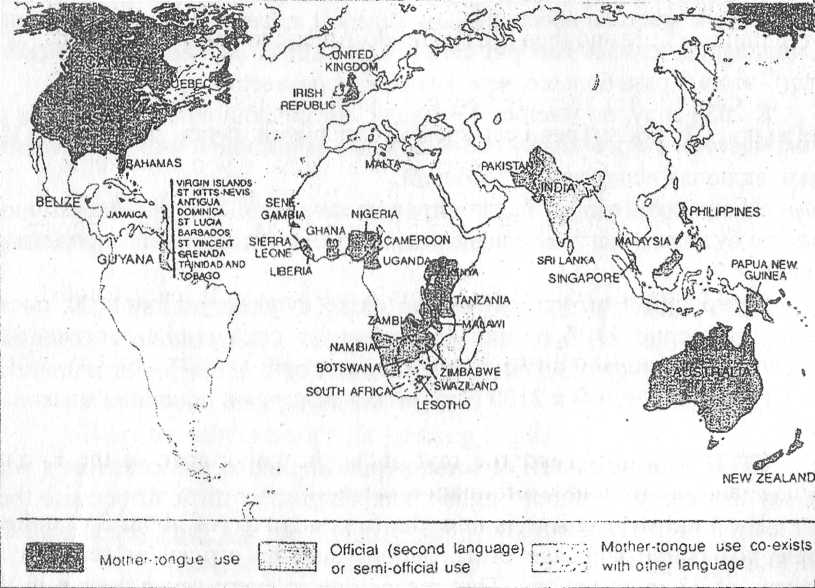 CANADA
QUEBEC
UNITED
KINGDOM
IRISH
REPUBLIC
BAHAMAS
MALTA
PAKISTAN
INDIA
BELIZE
JAMAICA
VIRGIN ISLANDS
ST KITTS-NEVIS
ANTIGUA
DOMINICA
ST LUCIA
BARBADOS
ST VINCENT
GRENADA
TRINIDAD AND
TOBAGO
GUYANA
SENE
GAMBIA
SIERRA
LEONE
LIBERIA
GHANA
NIGERIA
CAMEROON
UGANDA
KENYA
TANZANIA
ZAMBIA
MALAWI
NAMIBIA
BOTSWANA
SOUTH AFRICA
ZIMBABWE
SWAZILAND
LESOTHO
SRI LANKA
PHILIPPINES
MALAYSIA
SINGAPORE
PAPUA NEW
GUINEA
AUSTRALIA
NEW ZEALAND
Mother-tongue use
Official (second language)
or semi-official use
Mother-tongue use co-exists
with other language